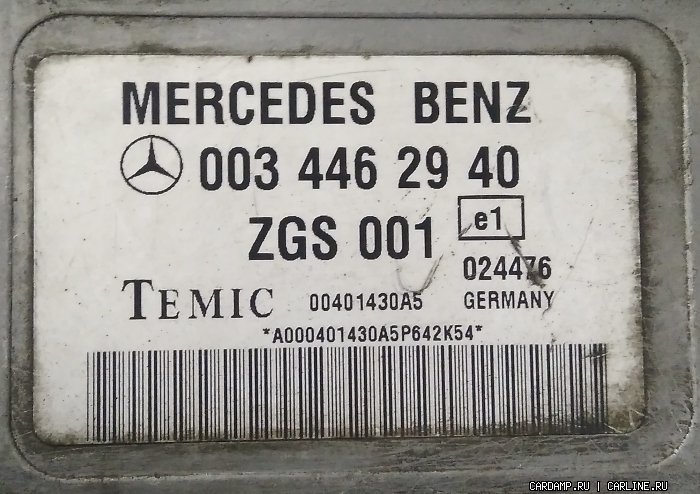 MERCEDES BENZ
003 446 29 40
ZGS 001 e1
024476
TEMIC 00401430A5 GERMANY
*A000401430A5P642K54*
CARDAMP.RU | CARLINE.RU